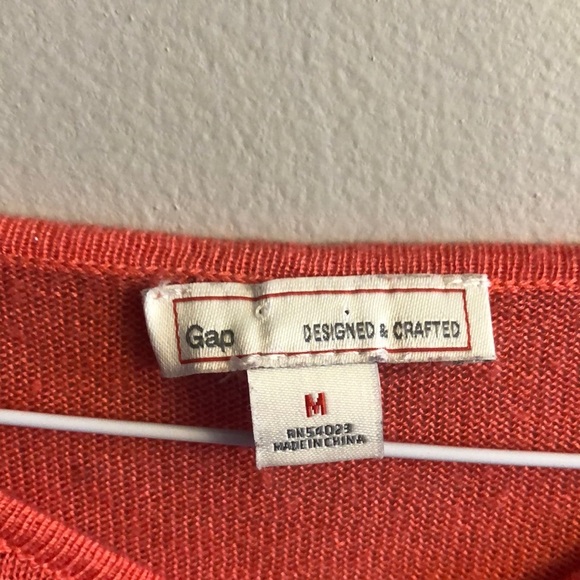 Gap DESIGNED & CRAFTED
M
RN54023
MADE IN CHINA